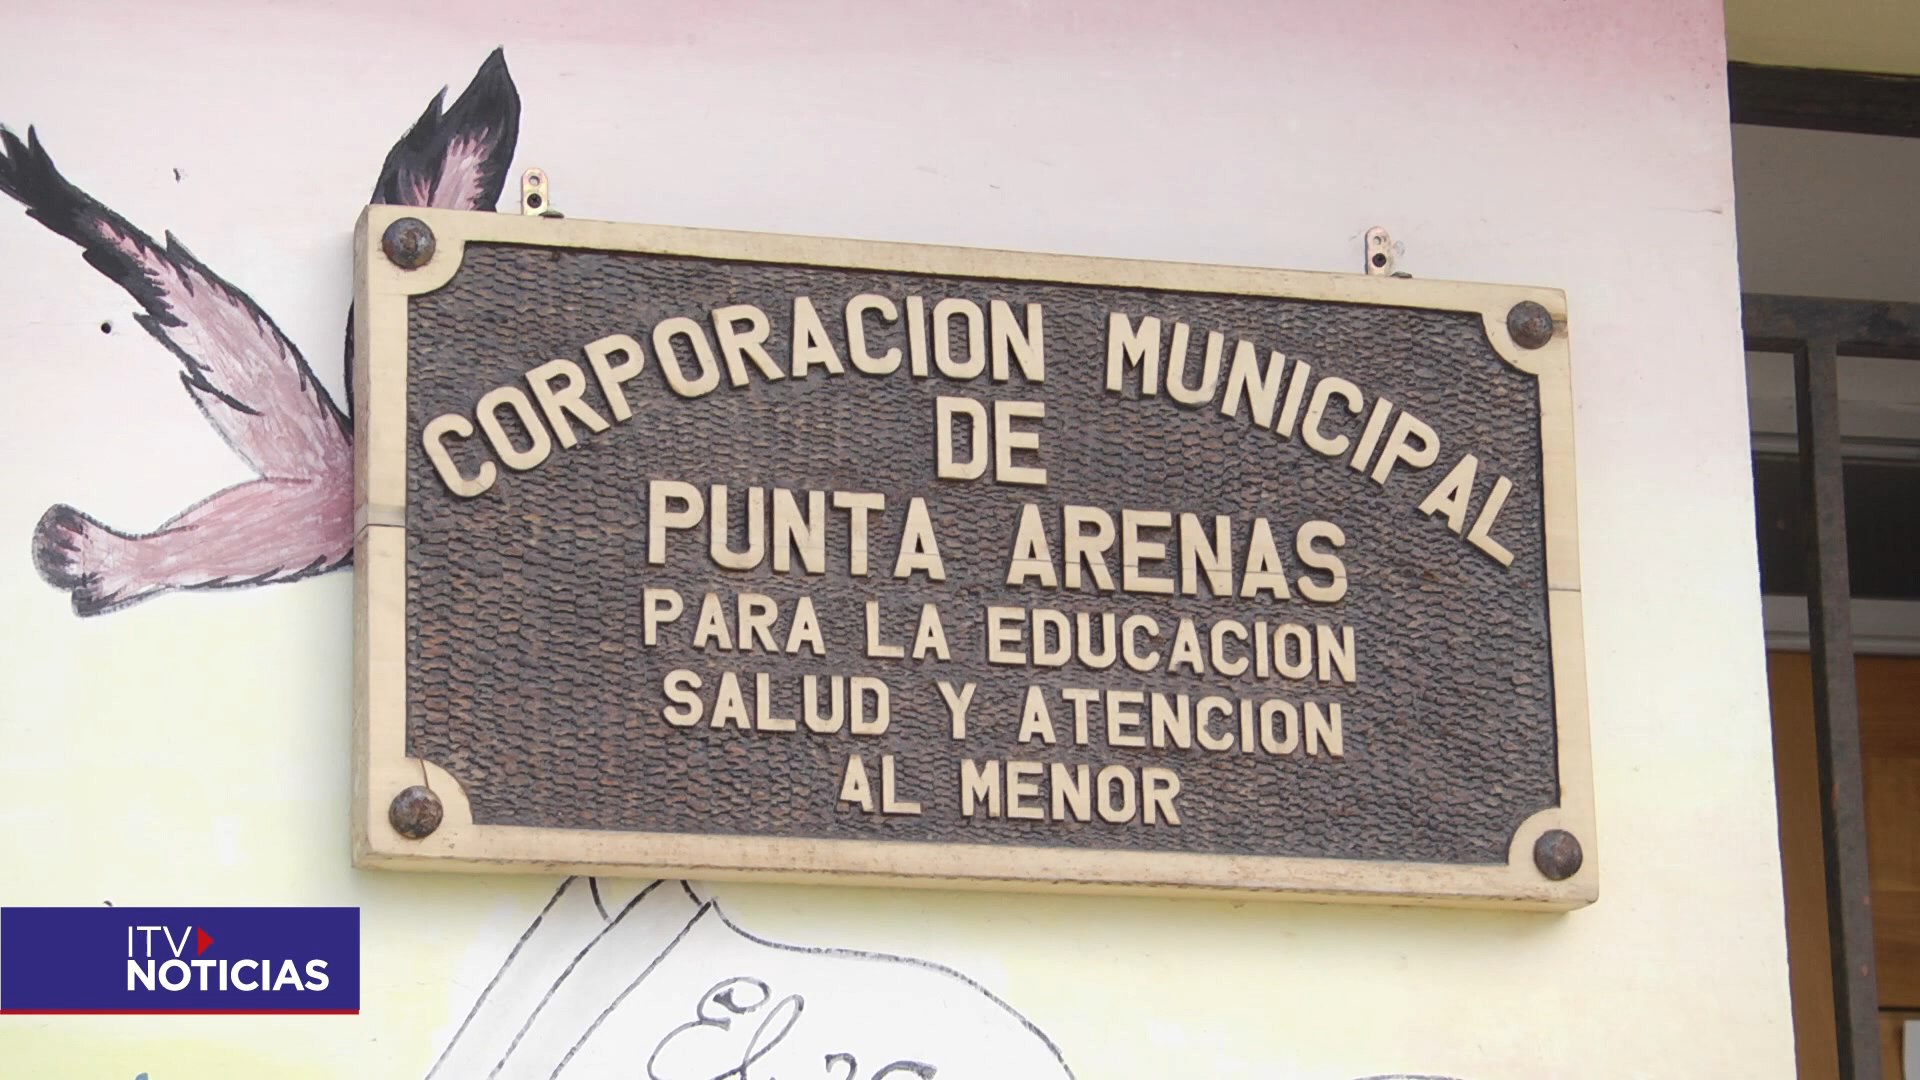 CORPORACION MUNICIPAL
DE
PUNTA ARENAS
PARA LA EDUCACION
SALUD Y ATENCION
AL MENOR
ITV
NOTICIAS